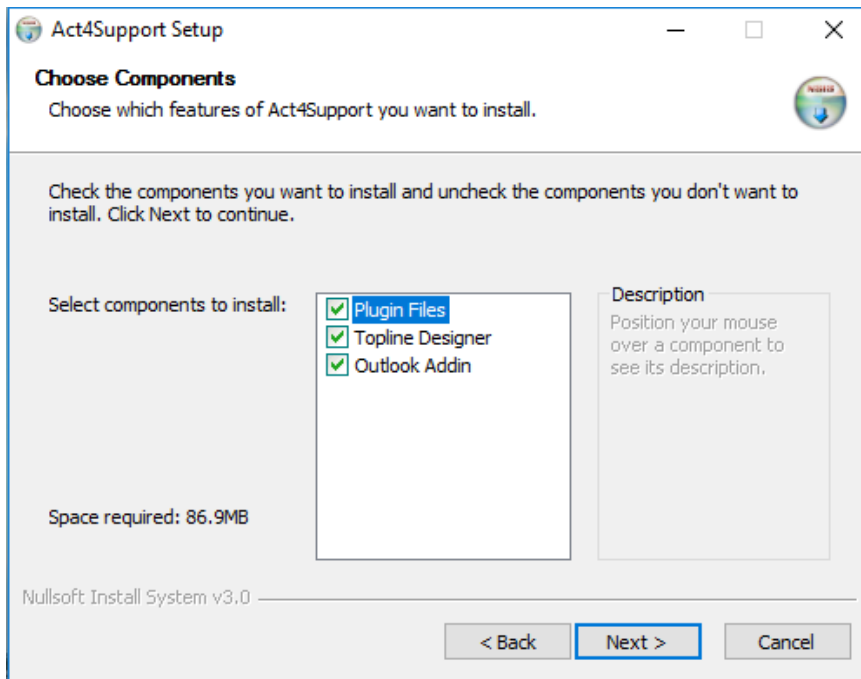 Act4Support Setup
Choose Components
Choose which features of Act4Support you want to install.
Check the components you want to install and uncheck the components you don't want to
install. Click Next to continue.
Select components to install:
Plugin Files
Topline Designer
Outlook Addin
Description
Position your mouse
over a component to
see its description.
Space required: 86.9MB
Nullsoft Install System v3.0
< Back
Next >
Cancel